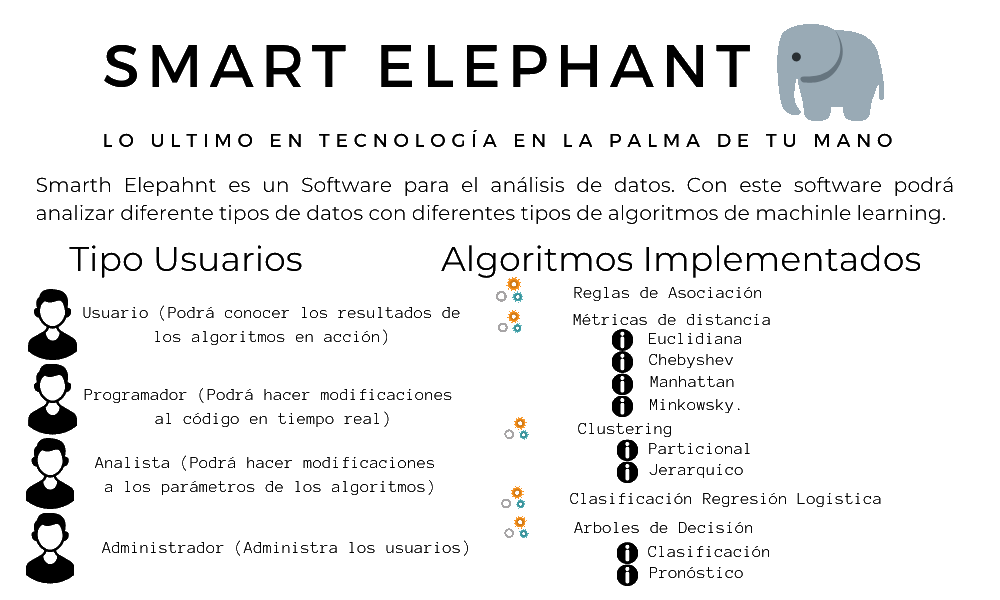 SMART ELEPHANT
LO ULTIMO EN TECNOLOGÍA EN LA PALMA DE TU MANO
Smarth Elepahnt es un Software para el análisis de datos. Con este software podrá
analizar diferente tipos de datos con diferentes tipos de algoritmos de machinle learning.
Tipo Usuarios
Usuario (Podrá conocer los resultados de
los algoritmos en acción)
Programador (Podrá hacer modificaciones
al código en tiempo real)
Analista (Podrá hacer modificaciones
a los parámetros de los algoritmos)
Administrador (Administra los usuarios)
Algoritmos Implementados
Reglas de Asociación
Métricas de distancia
Euclidiana
Chebyshev
Manhattan
Minkowsky.
Clustering
Particional
Jerarquico
Clasificación Regresión Logística
Arboles de Decisión
Clasificación
Pronóstico